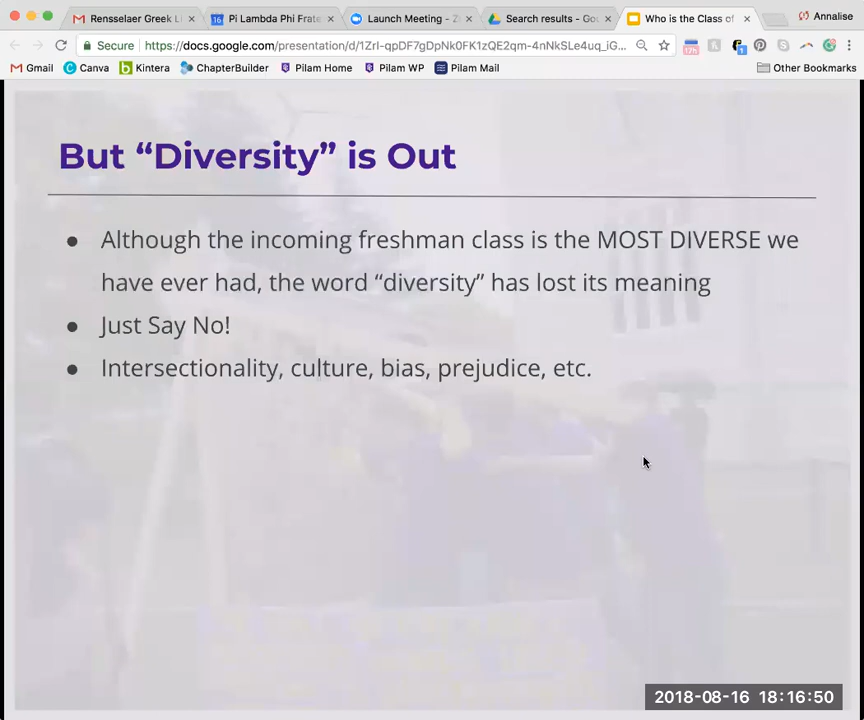 Rensselaer Greek Li
Pi Lambda Phi Frate
Launch Meeting - Z
Search results - Goo
Who is the Class of
Annalise
Secure
https://docs.google.com/presentation/d/1ZrI-qpDF7gDpNk0FK1zQE2qm-4nNkSLe4uq_iG...
Gmail
Canva
Kintera
ChapterBuilder
Pilam Home
Pilam WP
Pilam Mail
Other Bookmarks
But “Diversity” is Out
● Although the incoming freshman class is the MOST DIVERSE we
have ever had, the word “diversity” has lost its meaning
● Just Say No!
● Intersectionality, culture, bias, prejudice, etc.
2018-08-16 18:16:50